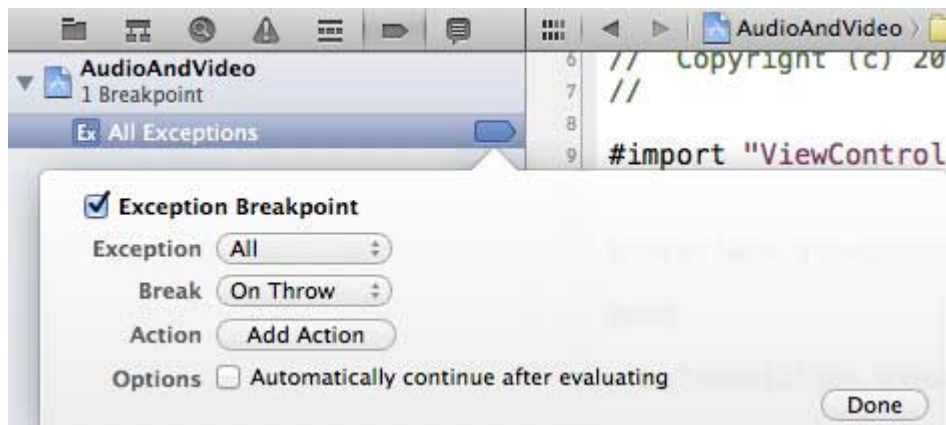 AudioAndVideo
AudioAndVideo
1 Breakpoint
Ex All Exceptions
6 // Copyright (c) 20
7 //
8
9 #import "ViewControl
Exception Breakpoint
Exception All
Break On Throw
Action Add Action
Options Automatically continue after evaluating
Done